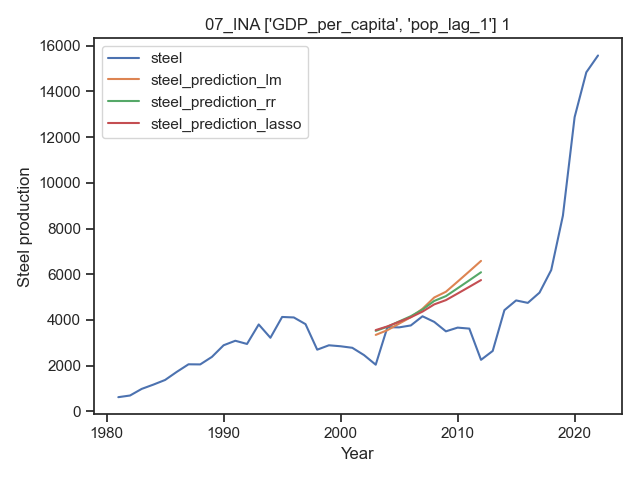 07_INA ['GDP_per_capita', 'pop_lag_1'] 1
steel
steel_prediction_lm
steel_prediction_rr
steel_prediction_lasso
Steel production
16000
14000
12000
10000
8000
6000
4000
2000
0
1980
1990
2000
2010
2020
Year